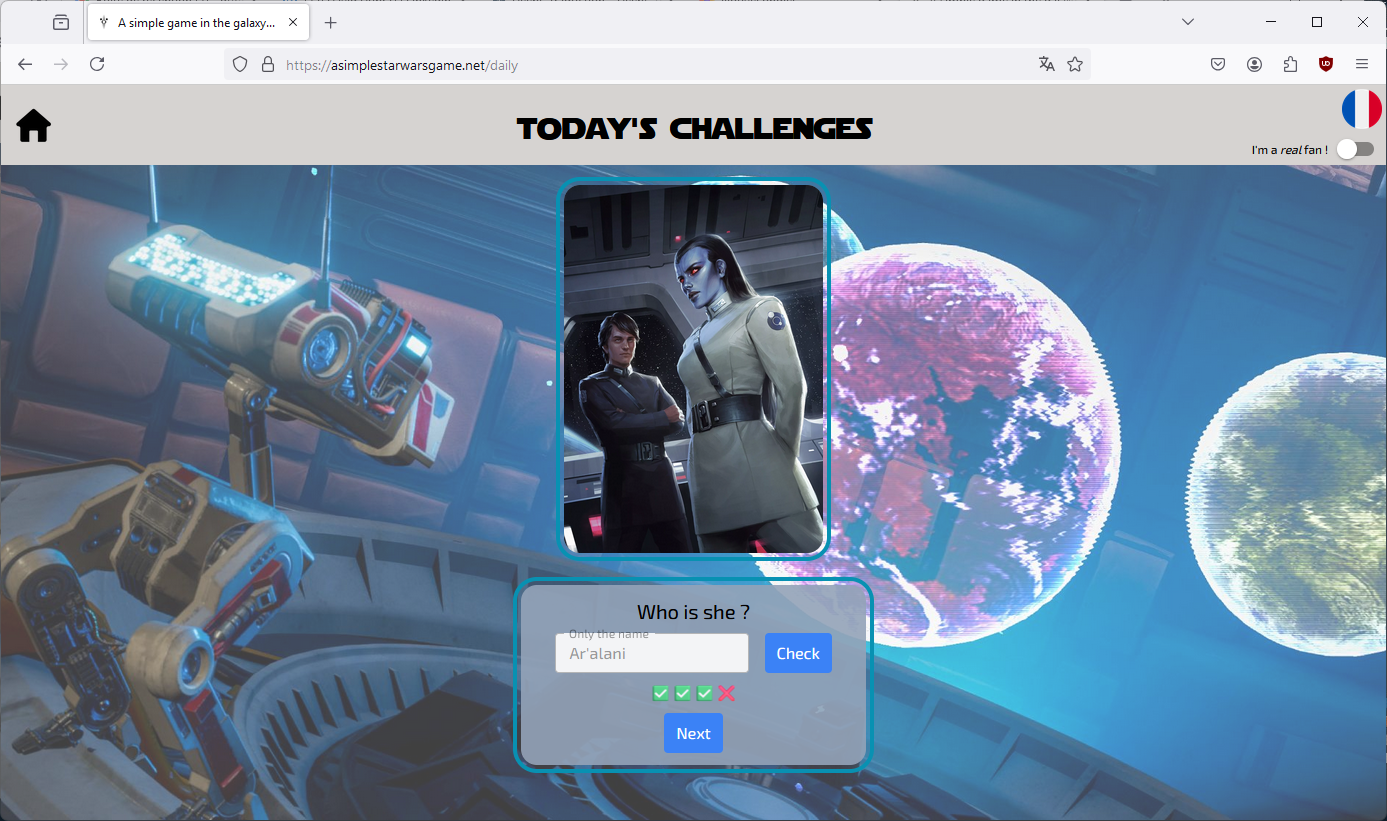 A simple game in the galaxy...
https://asimplestarwarsgame.net/daily
TODAY'S CHALLENGES
I'm a real fan !
Who is she ?
Only the name
Ar'alani
Check
Next